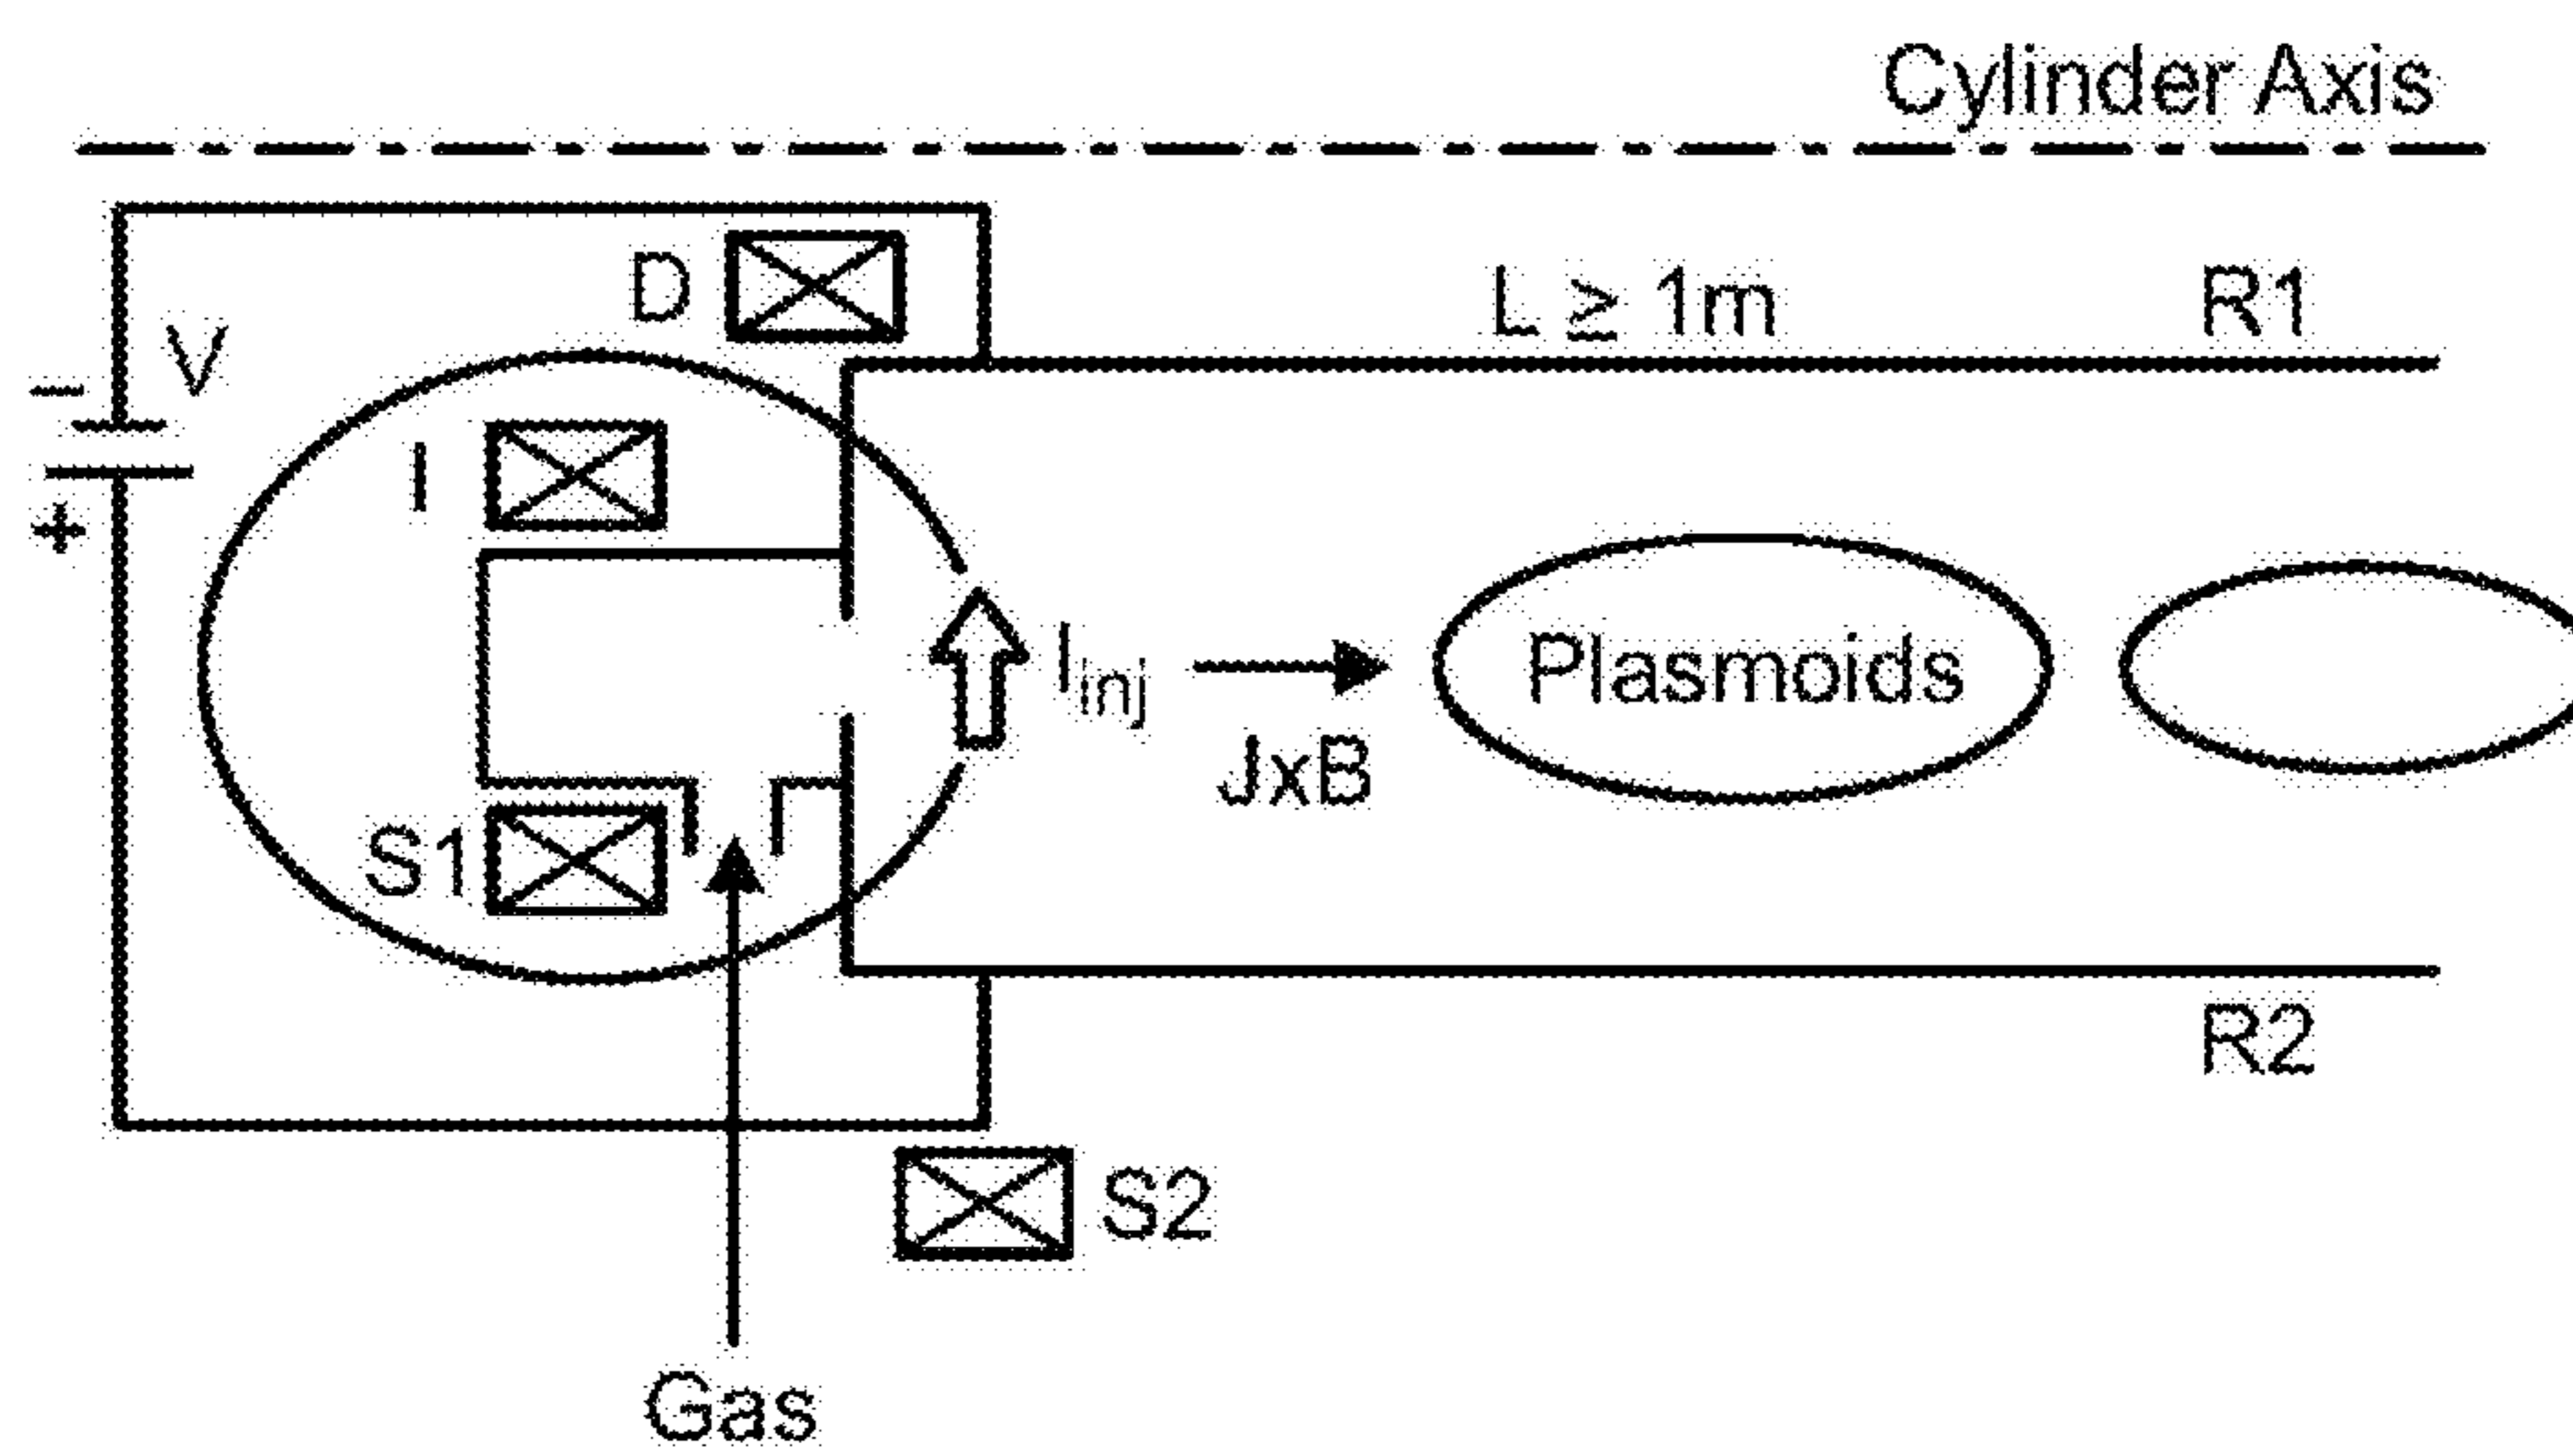 Cylinder Axis
D
L ≥ 1m
R1
V
−
I
+
I_inj
Plasmoids
JxB
S1
R2
S2
Gas